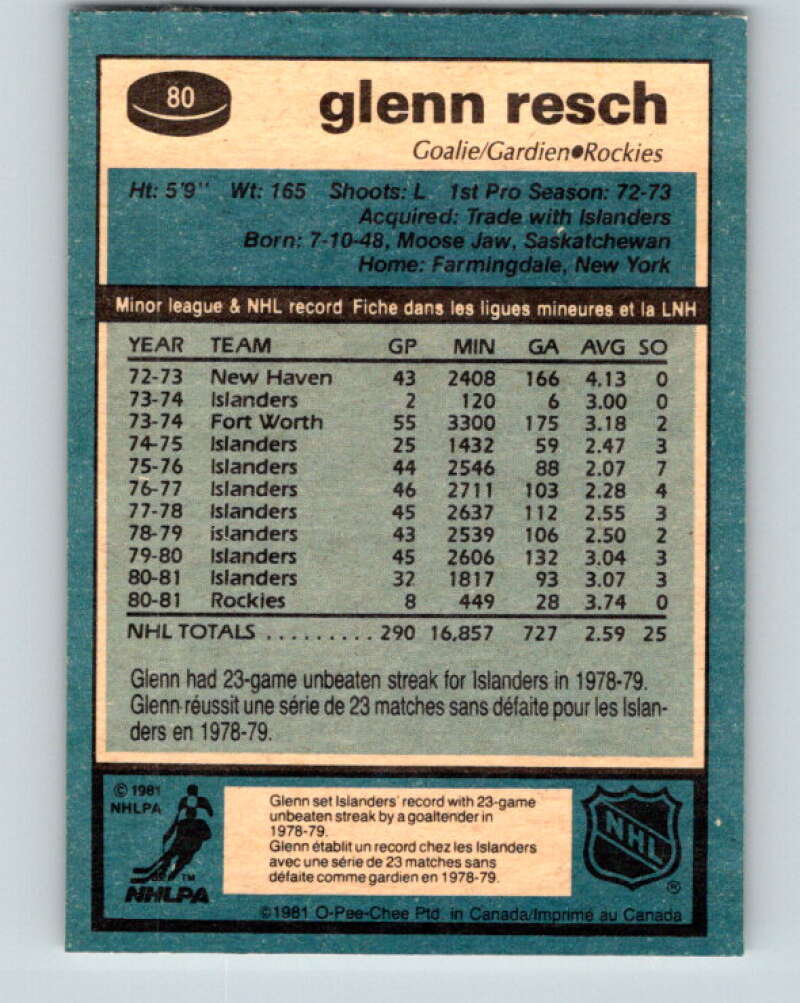 80
glenn resch
Goalie/Gardien•Rockies
Ht: 5'9" Wt: 165 Shoots: L 1st Pro Season: 72-73
Acquired: Trade with Islanders
Born: 7-10-48, Moose Jaw, Saskatchewan
Home: Farmingdale, New York
Minor league & NHL record Fiche dans les ligues mineures et la LNH
YEAR TEAM GP MIN GA AVG SO
72-73 New Haven 43 2408 166 4.13 0
73-74 Islanders 2 120 6 3.00 0
73-74 Fort Worth 55 3300 175 3.18 2
74-75 Islanders 25 1432 59 2.47 3
75-76 Islanders 44 2546 88 2.07 7
76-77 Islanders 46 2711 103 2.28 4
77-78 Islanders 45 2637 112 2.55 3
78-79 islanders 43 2539 106 2.50 2
79-80 Islanders 45 2606 132 3.04 3
80-81 Islanders 32 1817 93 3.07 3
80-81 Rockies 8 449 28 3.74 0
NHL TOTALS ......... 290 16,857 727 2.59 25
Glenn had 23-game unbeaten streak for Islanders in 1978-79.
Glenn réussit une série de 23 matches sans défaite pour les Islan-
ders en 1978-79.
© 1981
NHLPA
TM
NHLPA
Glenn set Islanders' record with 23-game
unbeaten streak by a goaltender in
1978-79.
Glenn établit un record chez les Islanders
avec une série de 23 matches sans
défaite comme gardien en 1978-79.
NHL
®
©1981 O-Pee-Chee Ptd. in Canada/Imprimé au Canada